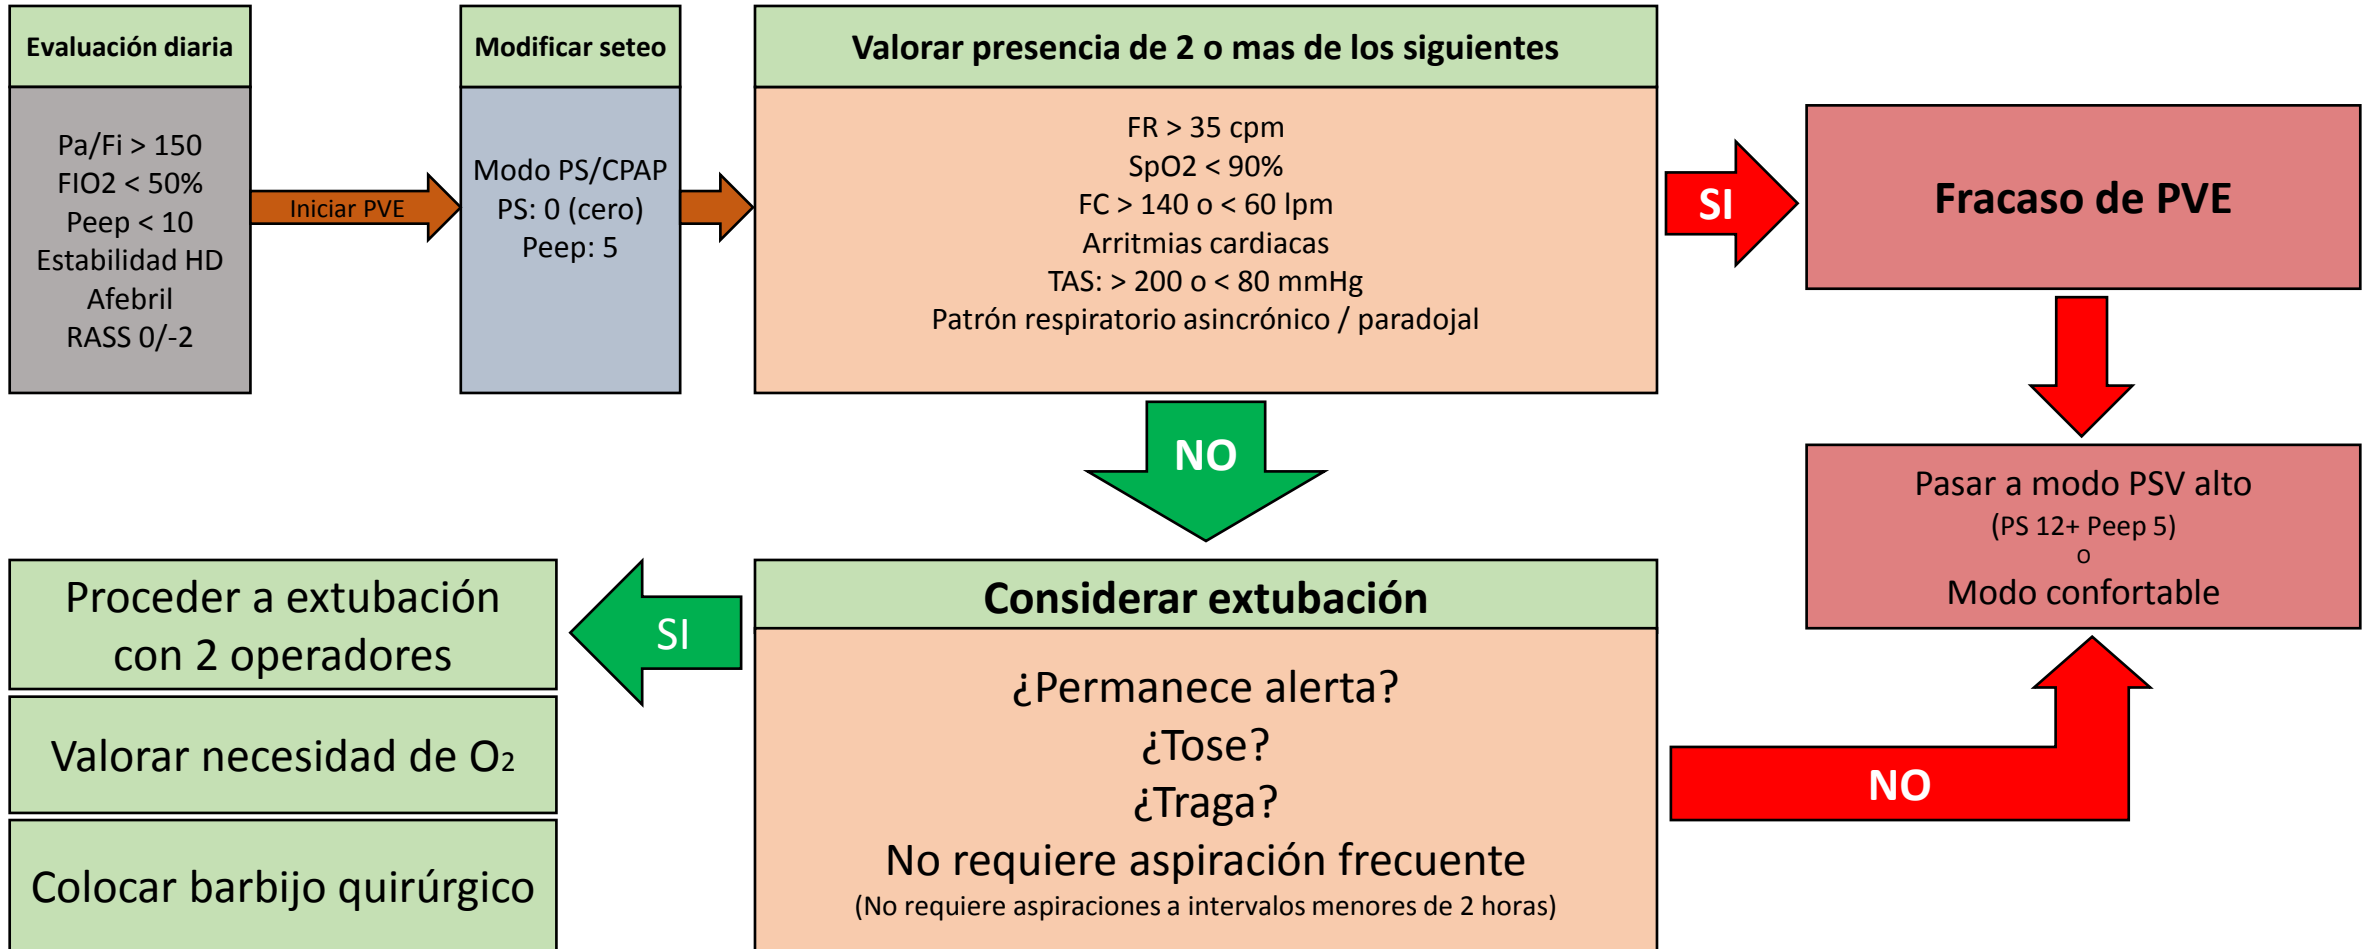 Evaluación diaria
Pa/Fi > 150
FIO2 < 50%
Peep < 10
Estabilidad HD
Afebril
RASS 0/-2
Iniciar PVE
Modificar seteo
Modo PS/CPAP
PS: 0 (cero)
Peep: 5
Valorar presencia de 2 o mas de los siguientes
FR > 35 cpm
SpO2 < 90%
FC > 140 o < 60 lpm
Arritmias cardiacas
TAS: > 200 o < 80 mmHg
Patrón respiratorio asincrónico / paradojal
SI
Fracaso de PVE
Pasar a modo PSV alto
(PS 12+ Peep 5)
o
Modo confortable
NO
Considerar extubación
¿Permanece alerta?
¿Tose?
¿Traga?
No requiere aspiración frecuente
(No requiere aspiraciones a intervalos menores de 2 horas)
NO
SI
Proceder a extubación
con 2 operadores
Valorar necesidad de O2
Colocar barbijo quirúrgico